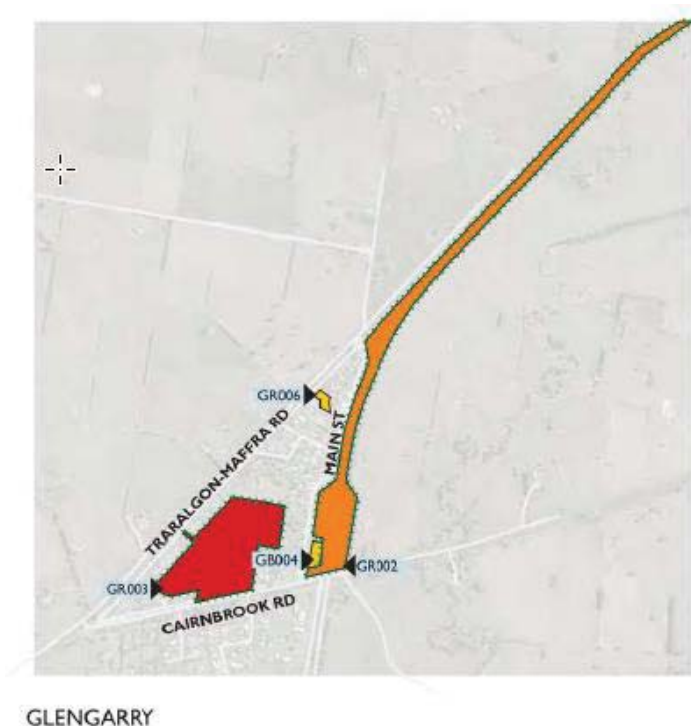 GR006
TRARALGON-MAFFRA RD
MAIN ST
GB004
GR002
GR003
CAIRNBROOK RD
GLENGARRY